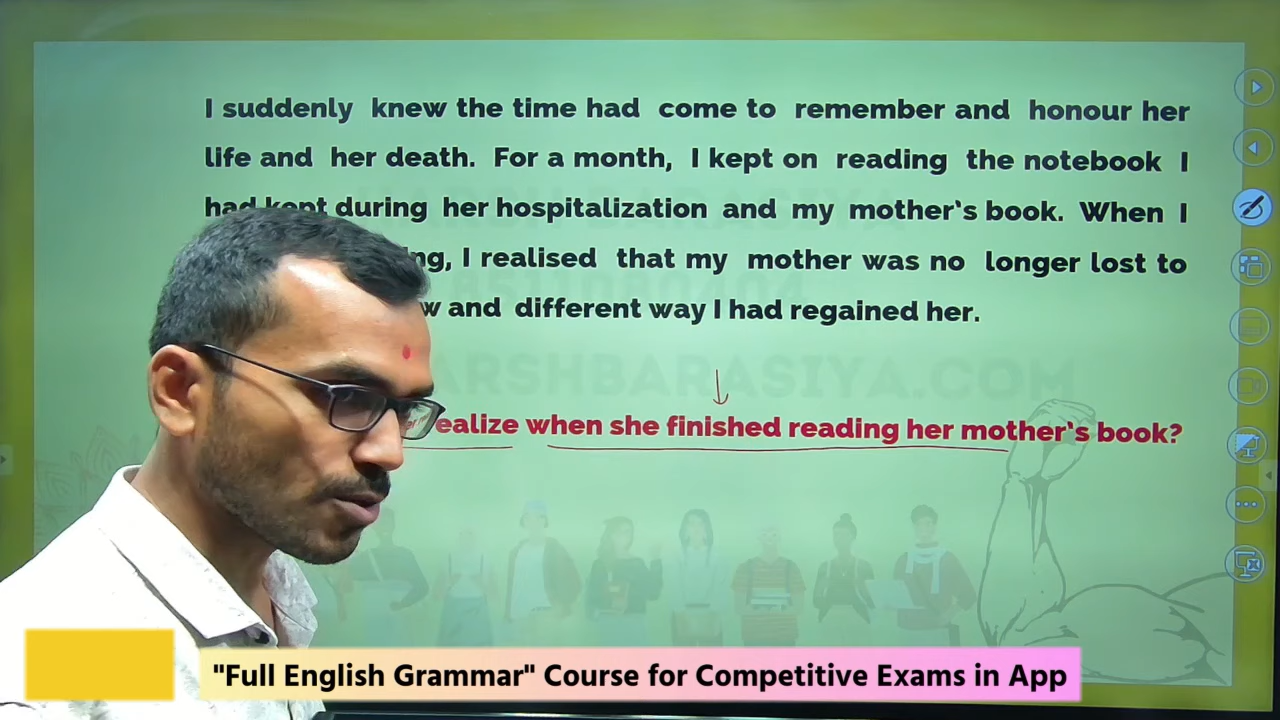 I suddenly knew the time had come to remember and honour her
life and her death. For a month, I kept on reading the notebook I
had kept during her hospitalization and my mother's book. When I
ng, I realised that my mother was no longer lost to
w and different way I had regained her.
ealize when she finished reading her mother's book?
"Full English Grammar" Course for Competitive Exams in App